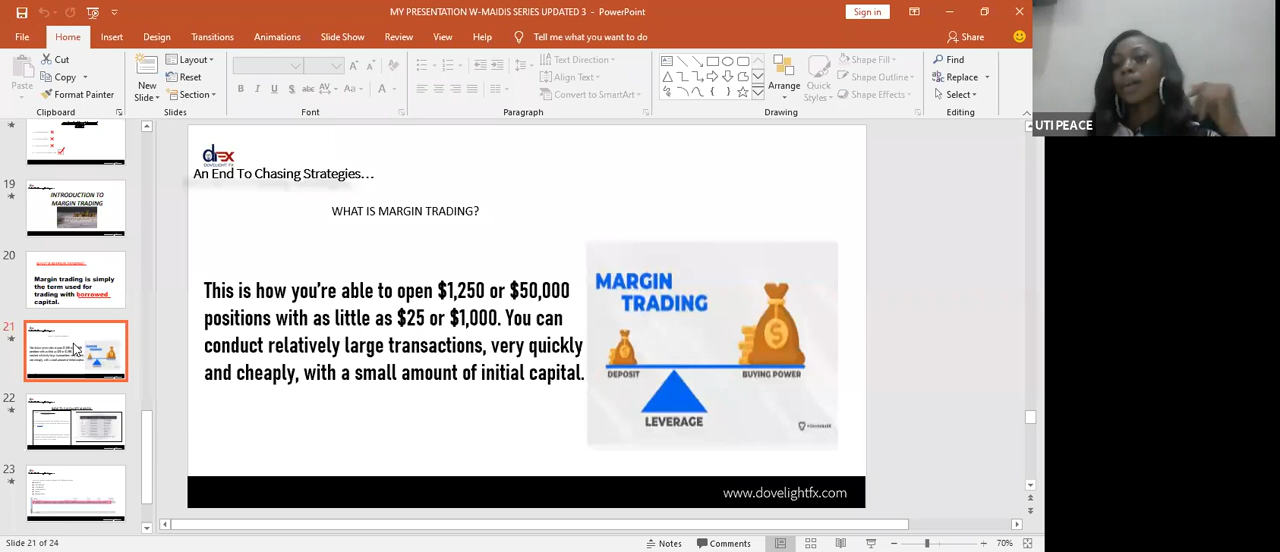 MY PRESENTATION W-MAIDIS SERIES UPDATED 3 - PowerPoint
Sign in
File Home Insert Design Transitions Animations Slide Show Review View Help Tell me what you want to do Share
Paste
Cut
Copy
Format Painter
Clipboard
New Slide
Layout
Reset
Section
Slides
B I U S abc AV Aa A
Font
Text Direction
Align Text
Convert to SmartArt
Paragraph
Arrange
Quick Styles
Shape Fill
Shape Outline
Shape Effects
Drawing
Find
Replace
Select
Editing
UTI PEACE
19
INTRODUCTION TO
MARGIN TRADING
20
Margin trading is simply
the term used for
trading with borrowed
capital.
21
22
23
DOVELIGHT FX
An End To Chasing Strategies...
WHAT IS MARGIN TRADING?
This is how you're able to open $1,250 or $50,000
positions with as little as $25 or $1,000. You can
conduct relatively large transactions, very quickly
and cheaply, with a small amount of initial capital.
MARGIN
TRADING
DEPOSIT
BUYING POWER
LEVERAGE
www.dovelightfx.com
Slide 21 of 24
Notes
Comments
70%